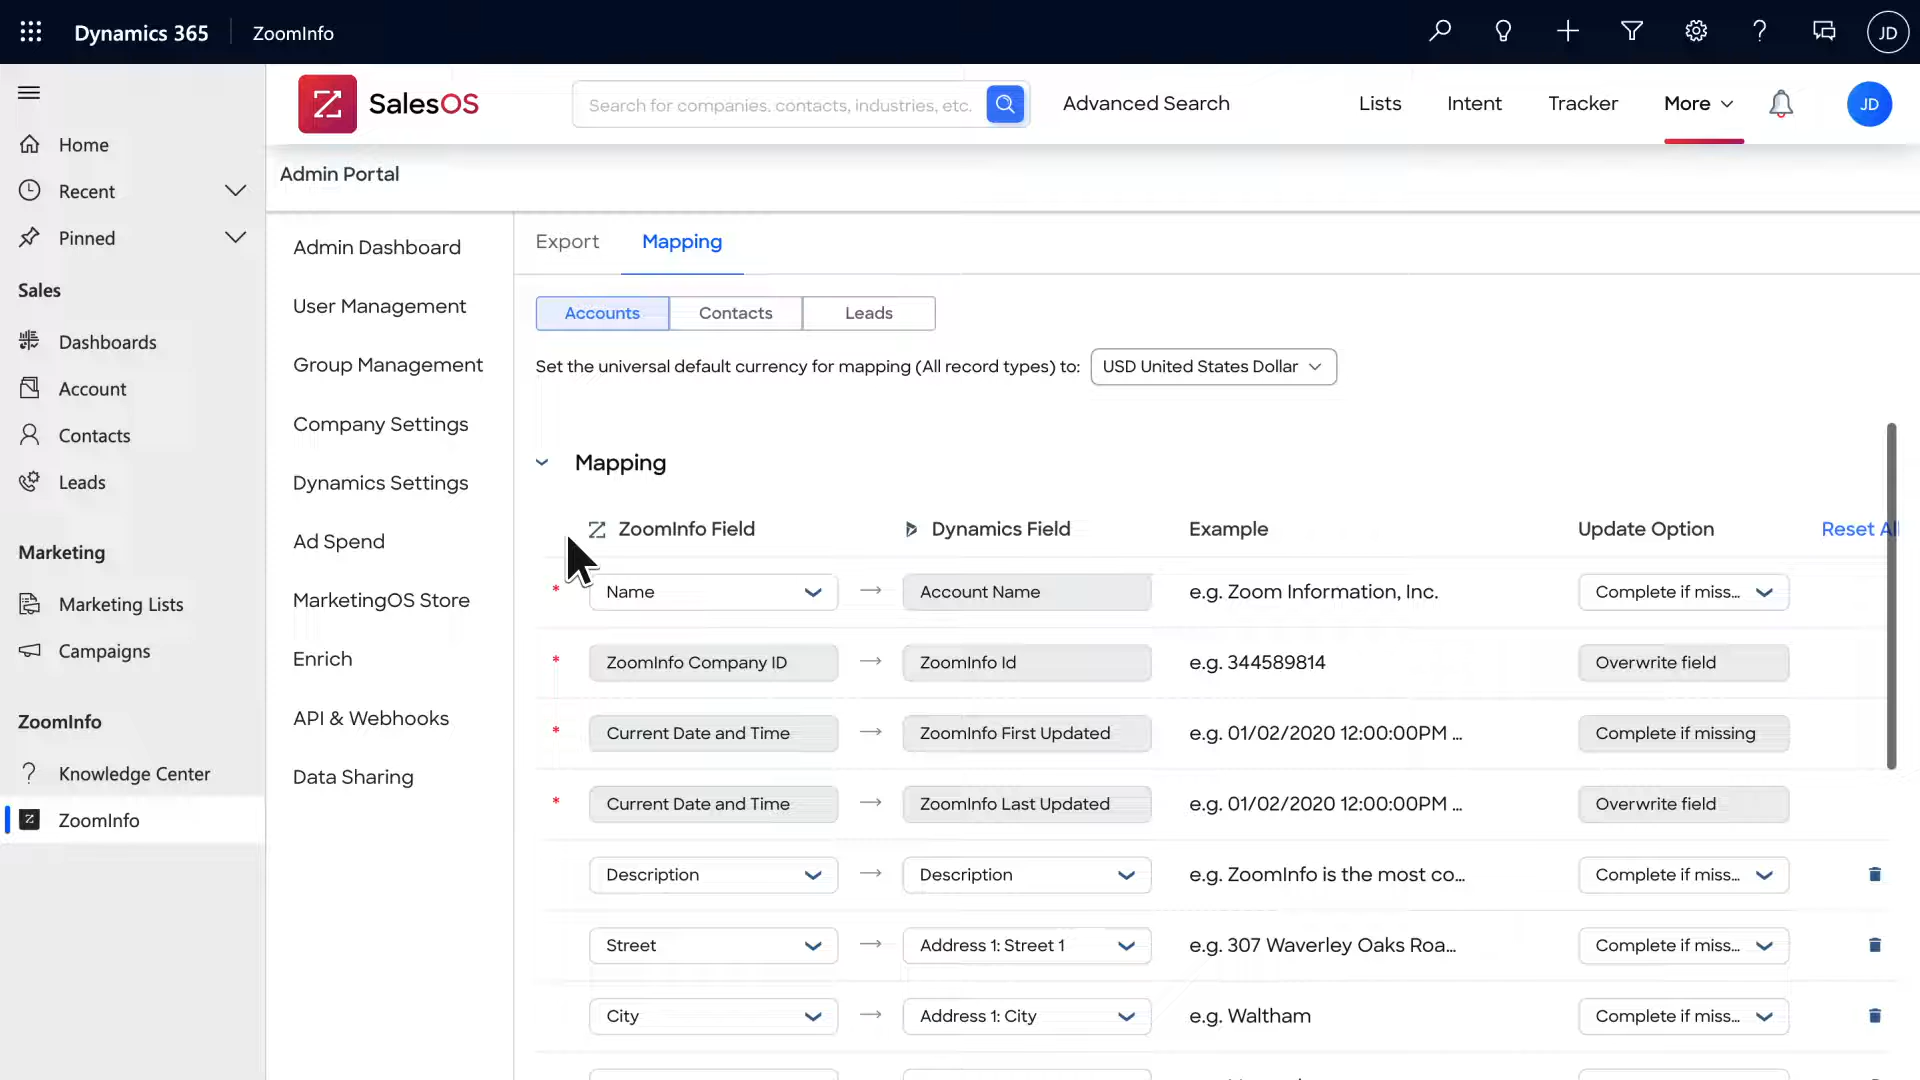 Dynamics 365 ZoomInfo JD
SalesOS Search for companies, contacts, industries, etc. Advanced Search Lists Intent Tracker More JD
Home
Recent
Pinned
Sales
Dashboards
Account
Contacts
Leads
Marketing
Marketing Lists
Campaigns
ZoomInfo
Knowledge Center
ZoomInfo
Admin Portal
Admin Dashboard
User Management
Group Management
Company Settings
Dynamics Settings
Ad Spend
MarketingOS Store
Enrich
API & Webhooks
Data Sharing
Export Mapping
Accounts Contacts Leads
Set the universal default currency for mapping (All record types) to: USD United States Dollar
Mapping
ZoomInfo Field Dynamics Field Example Update Option Reset All
* Name → Account Name e.g. Zoom Information, Inc. Complete if miss...
* ZoomInfo Company ID → ZoomInfo Id e.g. 344589814 Overwrite field
* Current Date and Time → ZoomInfo First Updated e.g. 01/02/2020 12:00:00PM ... Complete if missing
* Current Date and Time → ZoomInfo Last Updated e.g. 01/02/2020 12:00:00PM ... Overwrite field
Description → Description e.g. ZoomInfo is the most co... Complete if miss...
Street → Address 1: Street 1 e.g. 307 Waverley Oaks Roa... Complete if miss...
City → Address 1: City e.g. Waltham Complete if miss...